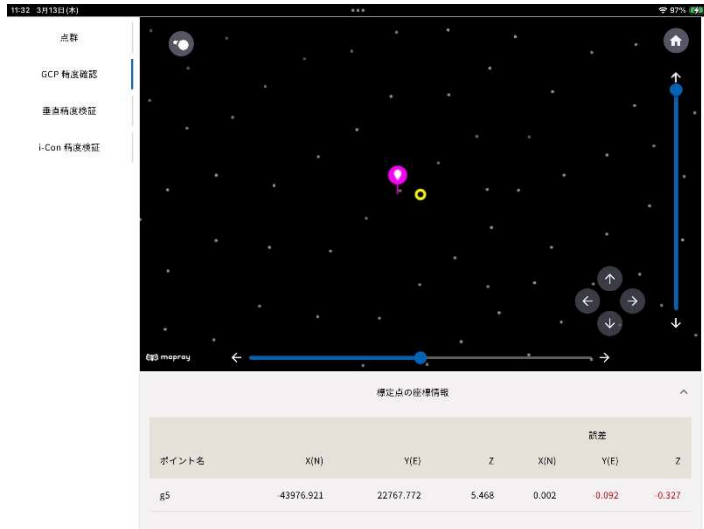 11:32 3月13日(木)
97%
点群
GCP 精度確認
垂直精度検証
i-Con 精度検証
mapray
標定点の座標情報
誤差
ポイント名 X(N) Y(E) Z X(N) Y(E) Z
g5 -43976.921 22767.772 5.468 0.002 -0.092 -0.327